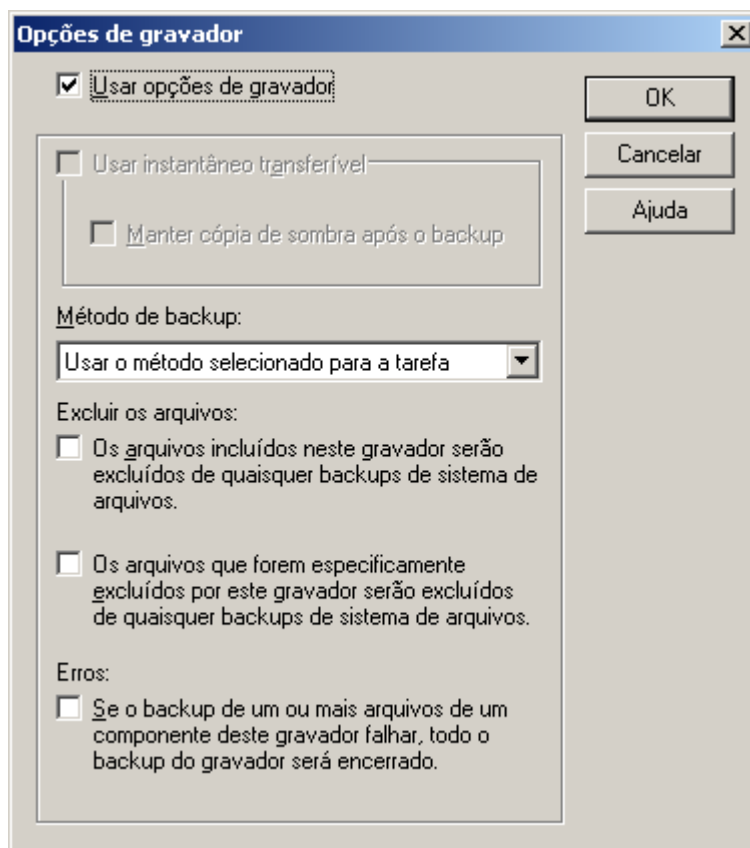 Opções de gravador
Usar opções de gravador
OK
Cancelar
Ajuda
Usar instantâneo transferível
Manter cópia de sombra após o backup
Método de backup:
Usar o método selecionado para a tarefa
Excluir os arquivos:
Os arquivos incluídos neste gravador serão
excluídos de quaisquer backups de sistema de
arquivos.
Os arquivos que forem especificamente
excluídos por este gravador serão excluídos
de quaisquer backups de sistema de arquivos.
Erros:
Se o backup de um ou mais arquivos de um
componente deste gravador falhar, todo o
backup do gravador será encerrado.